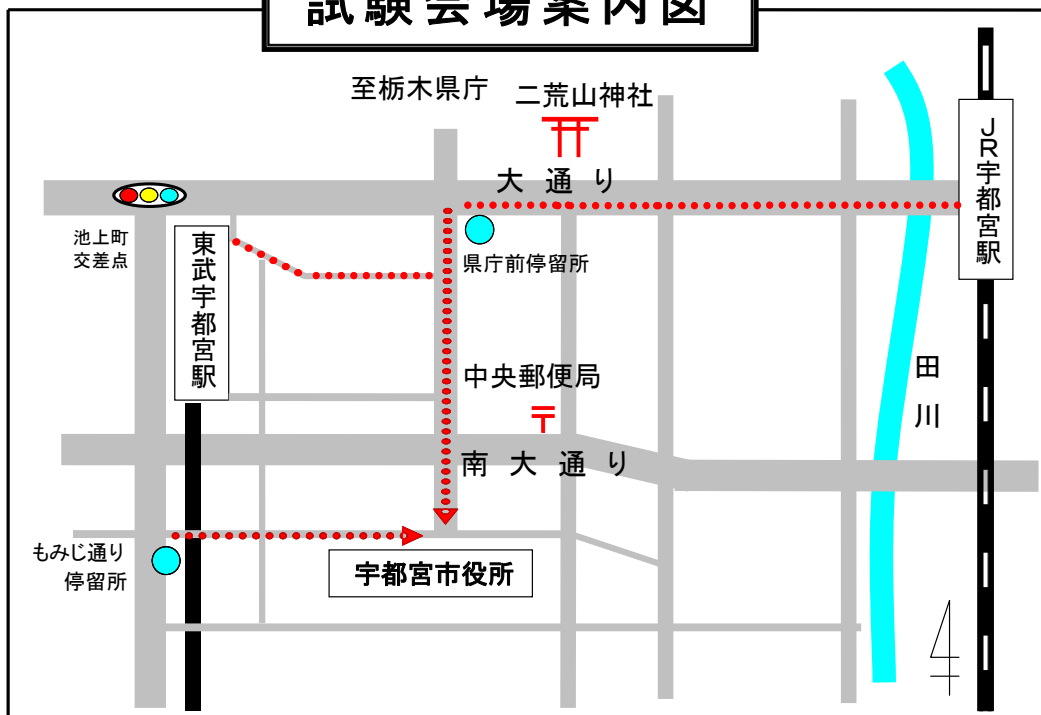 試験会場案内図
至栃木県庁
二荒山神社
JR宇都宮駅
大通り
池上町
交差点
東武宇都宮駅
県庁前停留所
中央郵便局
〒
田川
南大通り
もみじ通り
停留所
宇都宮市役所